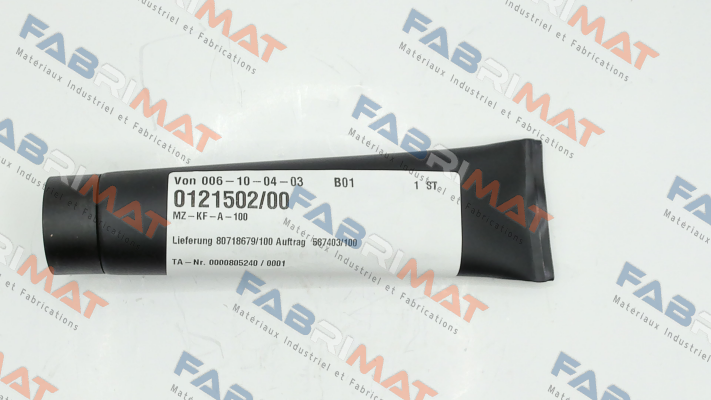 Von 006-10-04-03 B01 1 ST
0121502/00
MZ-KF-A-100
Lieferung 80718679/100 Auftrag 567403/100
TA-Nr. 0000805240 / 0001
FABRIMAT
Matériaux Industriel et Fabrications